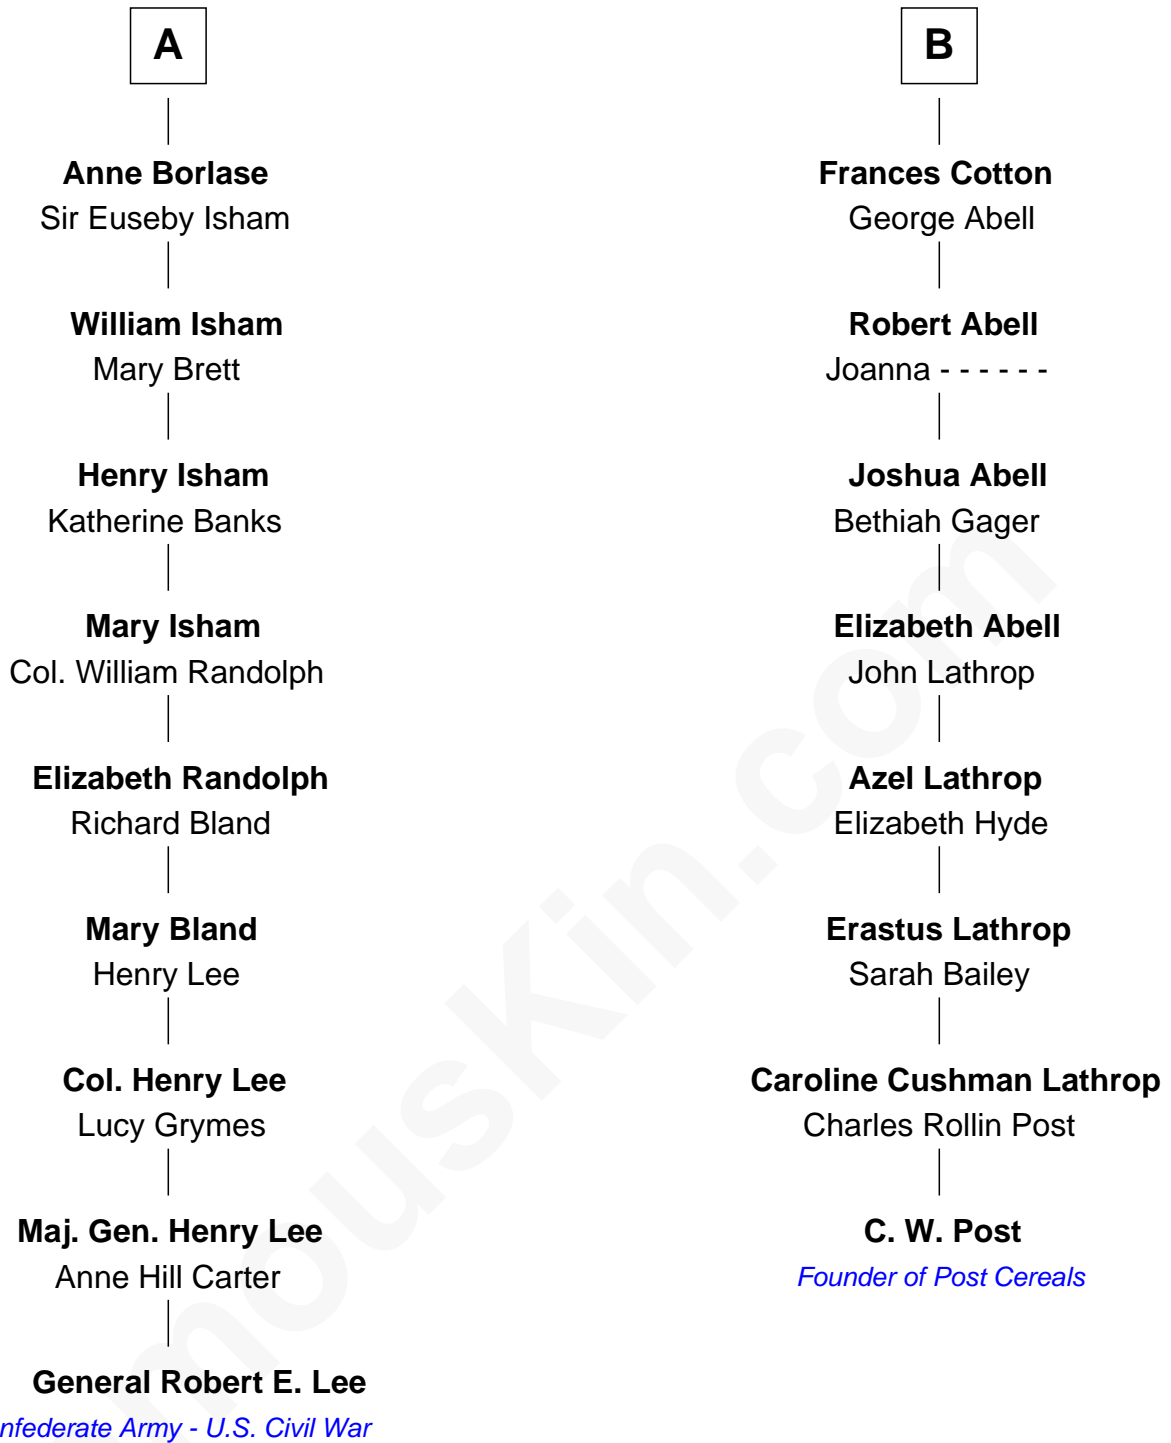 A
Anne Borlase
Sir Euseby Isham
William Isham
Mary Brett
Henry Isham
Katherine Banks
Mary Isham
Col. William Randolph
Elizabeth Randolph
Richard Bland
Mary Bland
Henry Lee
Col. Henry Lee
Lucy Grymes
Maj. Gen. Henry Lee
Anne Hill Carter
General Robert E. Lee
nfederate Army - U.S. Civil War
B
Frances Cotton
George Abell
Robert Abell
Joanna - - - - - -
Joshua Abell
Bethiah Gager
Elizabeth Abell
John Lathrop
Azel Lathrop
Elizabeth Hyde
Erastus Lathrop
Sarah Bailey
Caroline Cushman Lathrop
Charles Rollin Post
C. W. Post
Founder of Post Cereals
mousKin.com